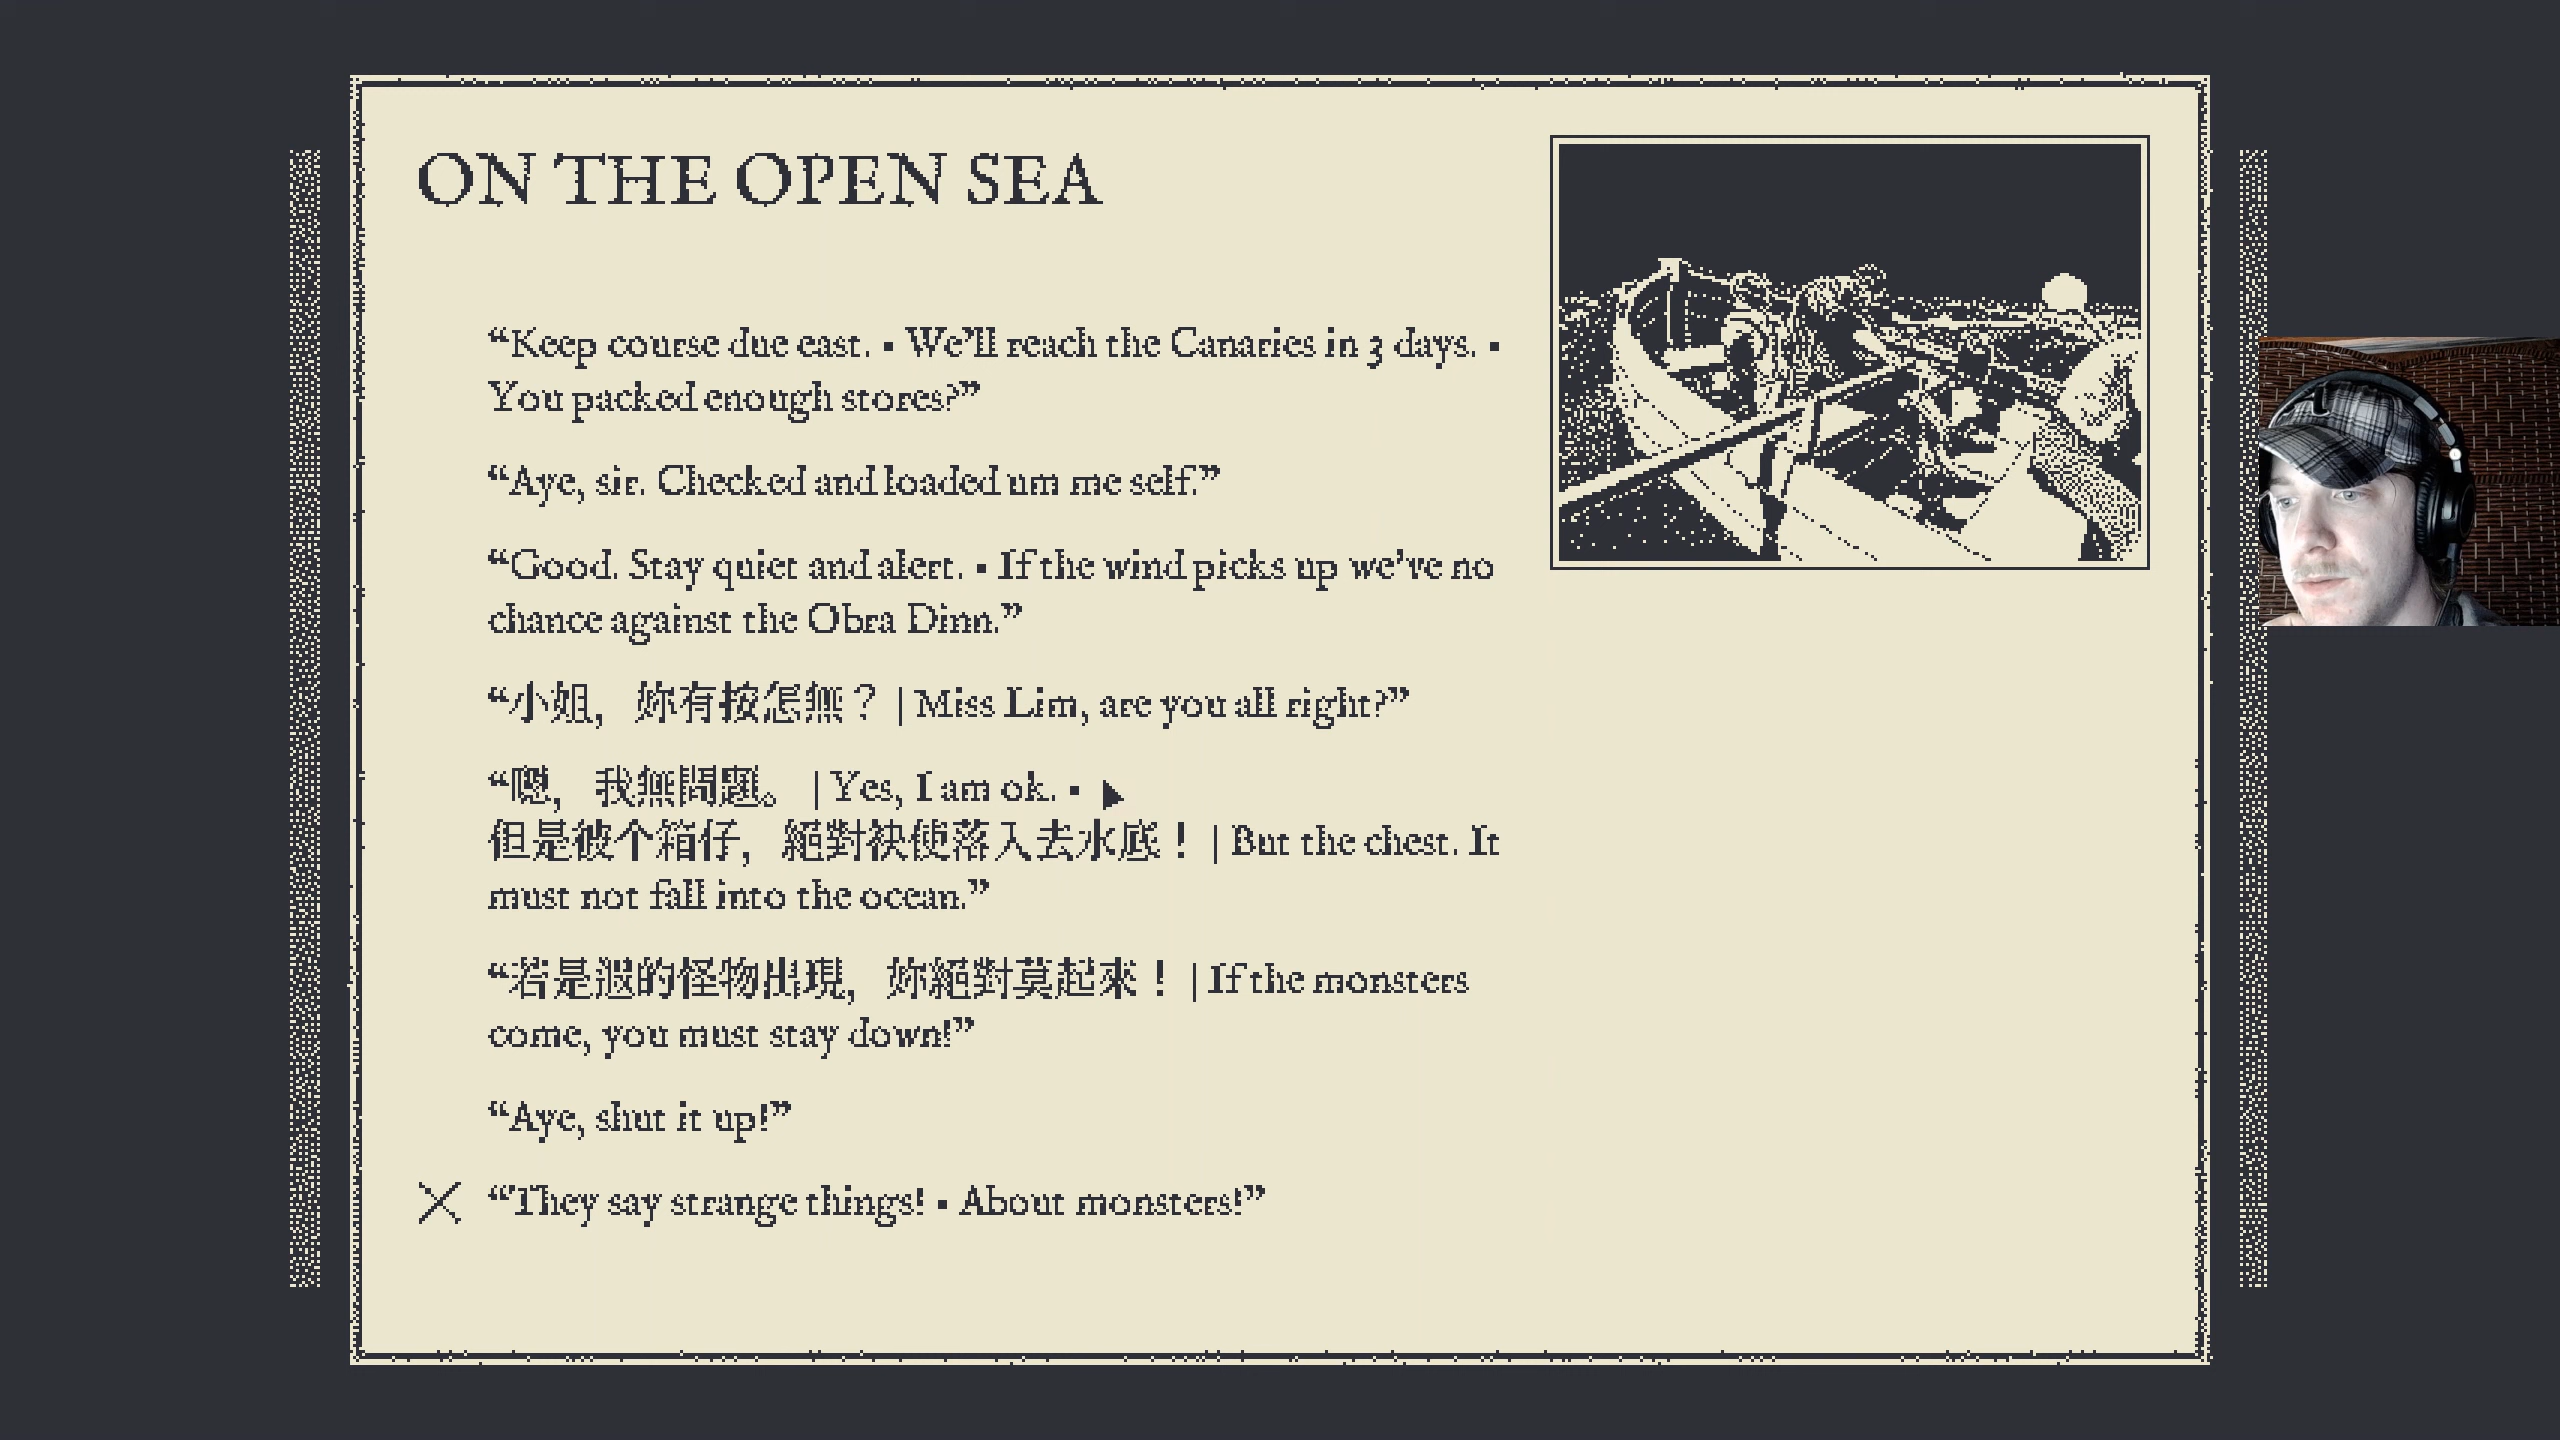 ON THE OPEN SEA
“Keep course due east. ▪ We’ll reach the Canaries in 3 days. ▪
You packed enough stores?”
“Aye, sir. Checked and loaded um me self.”
“Good. Stay quiet and alert. ▪ If the wind picks up we’ve no
chance against the Obra Dinn.”
“小姐，妳有按怎無？ | Miss Lim, are you all right?”
“嗯，我無問題。 | Yes, I am ok. ▪
但是彼个箱仔，絕對袂使落入去水底！ | But the chest. It
must not fall into the ocean.”
“若是遐的怪物出現，妳絕對莫起來！ | If the monsters
come, you must stay down!”
“Aye, shut it up!”
“They say strange things! ▪ About monsters!”